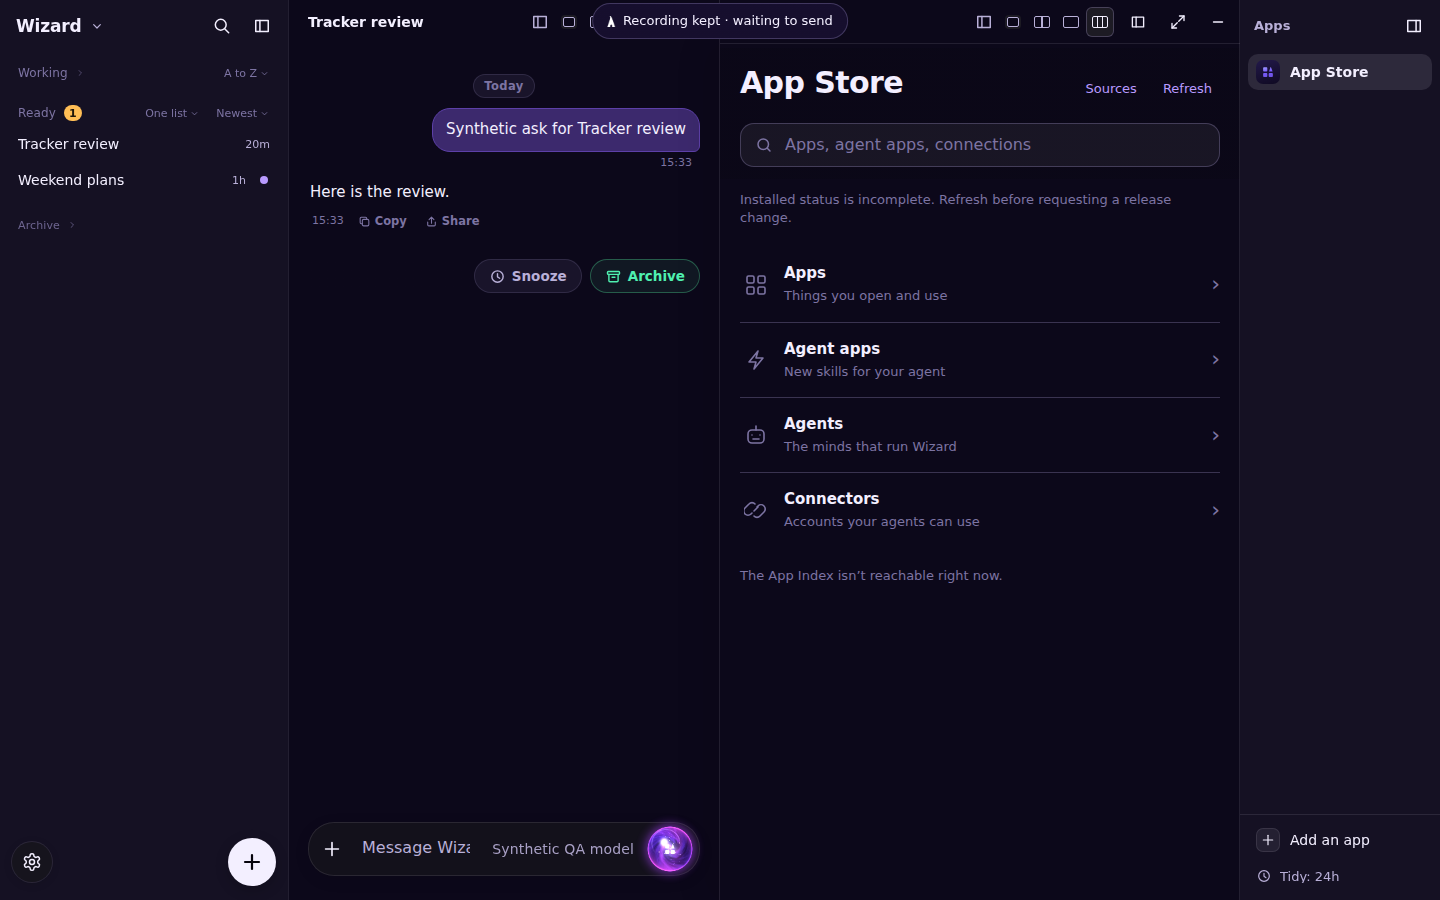 Wizard
Working
A to Z
Ready 1
One list
Newest
Tracker review
20m
Weekend plans
1h
Archive
Tracker review
Recording kept · waiting to send
Today
Synthetic ask for Tracker review
15:33
Here is the review.
15:33
Copy
Share
Snooze
Archive
Message Wiza
Synthetic QA model
App Store
Sources
Refresh
Apps, agent apps, connections
Installed status is incomplete. Refresh before requesting a release
change.
Apps
Things you open and use
Agent apps
New skills for your agent
Agents
The minds that run Wizard
Connectors
Accounts your agents can use
The App Index isn’t reachable right now.
Apps
App Store
Add an app
Tidy: 24h